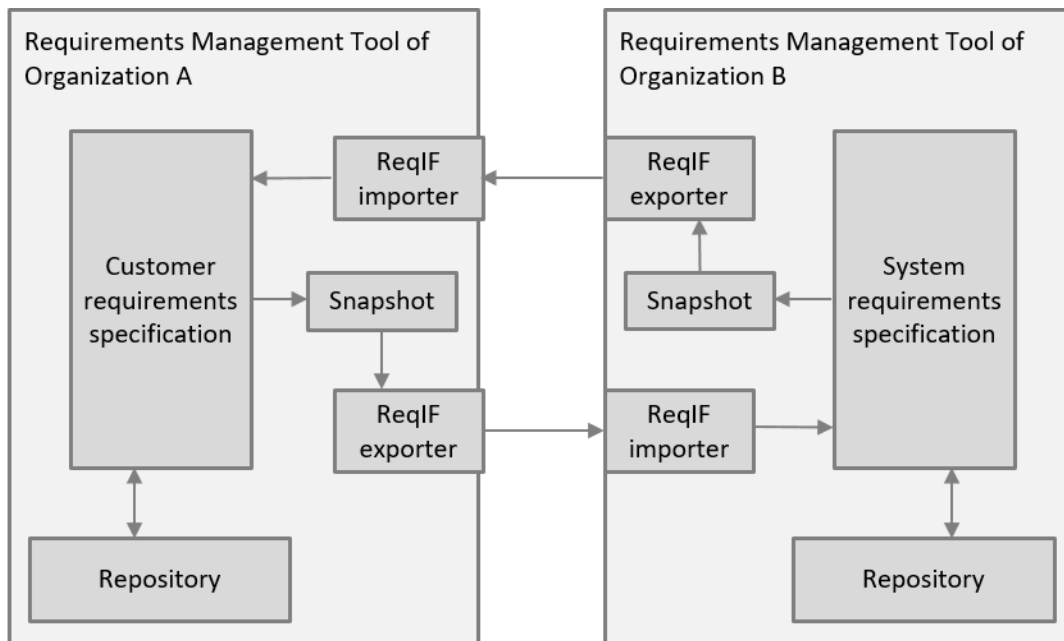 Requirements Management Tool of
Organization A
ReqIF
importer
Customer
requirements
specification
Snapshot
ReqIF
exporter
Repository
Requirements Management Tool of
Organization B
ReqIF
exporter
Snapshot
System
requirements
specification
ReqIF
importer
Repository